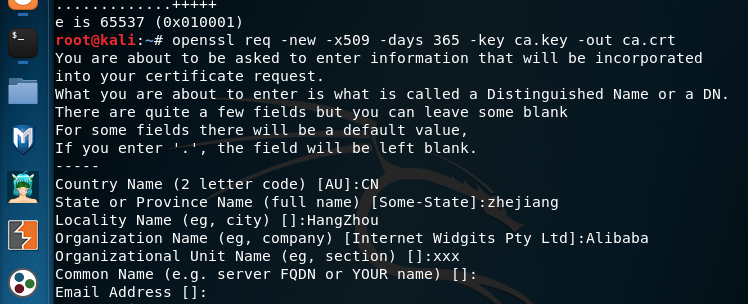 .............+++++
e is 65537 (0x010001)
root@kali:~# openssl req -new -x509 -days 365 -key ca.key -out ca.crt
You are about to be asked to enter information that will be incorporated
into your certificate request.
What you are about to enter is what is called a Distinguished Name or a DN.
There are quite a few fields but you can leave some blank
For some fields there will be a default value,
If you enter '.', the field will be left blank.
-----
Country Name (2 letter code) [AU]:CN
State or Province Name (full name) [Some-State]:zhejiang
Locality Name (eg, city) []:HangZhou
Organization Name (eg, company) [Internet Widgits Pty Ltd]:Alibaba
Organizational Unit Name (eg, section) []:xxx
Common Name (e.g. server FQDN or YOUR name) []:
Email Address []: